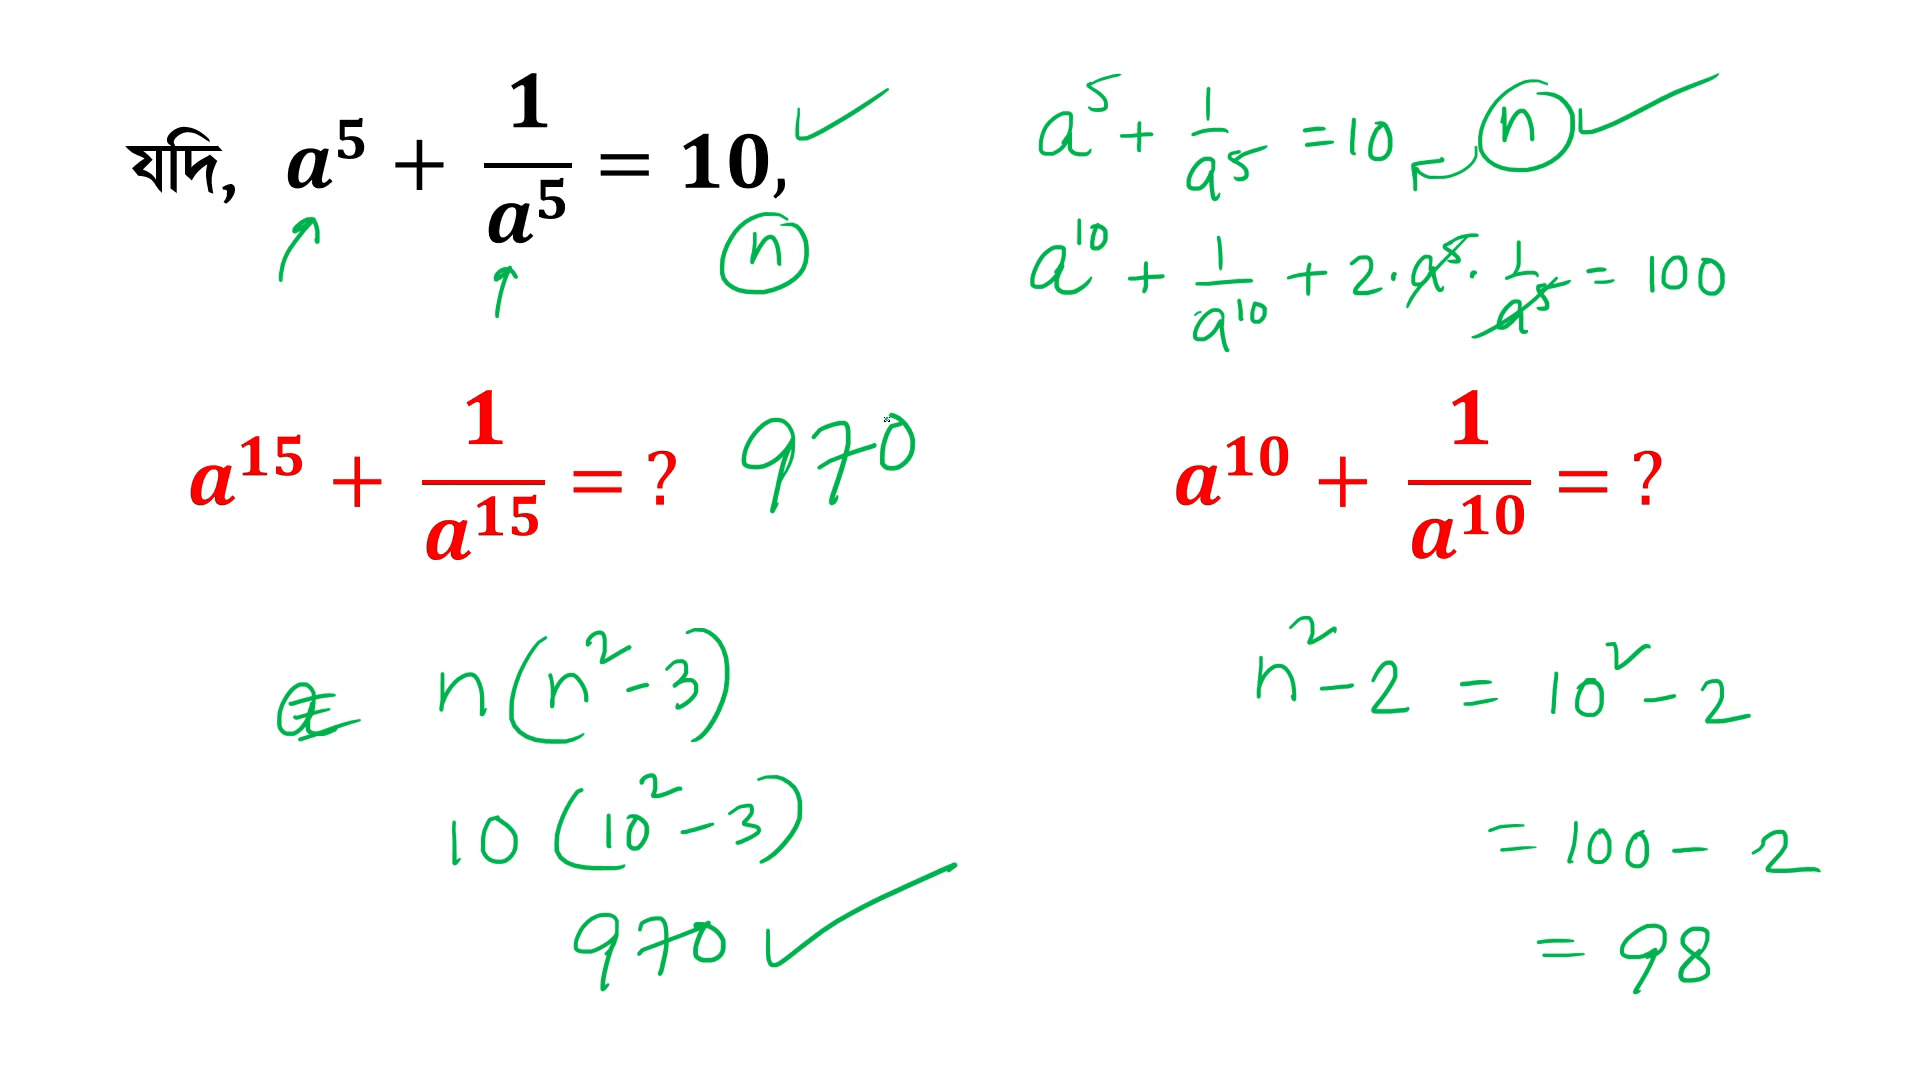 যদি, a⁵ + 1/a⁵ = 10,
n
a⁵ + 1/a⁵ = 10 n
a¹⁰ + 1/a¹⁰ + 2 · a⁵ · 1/a⁵ = 100
a¹⁵ + 1/a¹⁵ = ? 970
n(n² - 3)
10 (10² - 3)
970
a¹⁰ + 1/a¹⁰ = ?
n² - 2 = 10² - 2
= 100 - 2
= 98